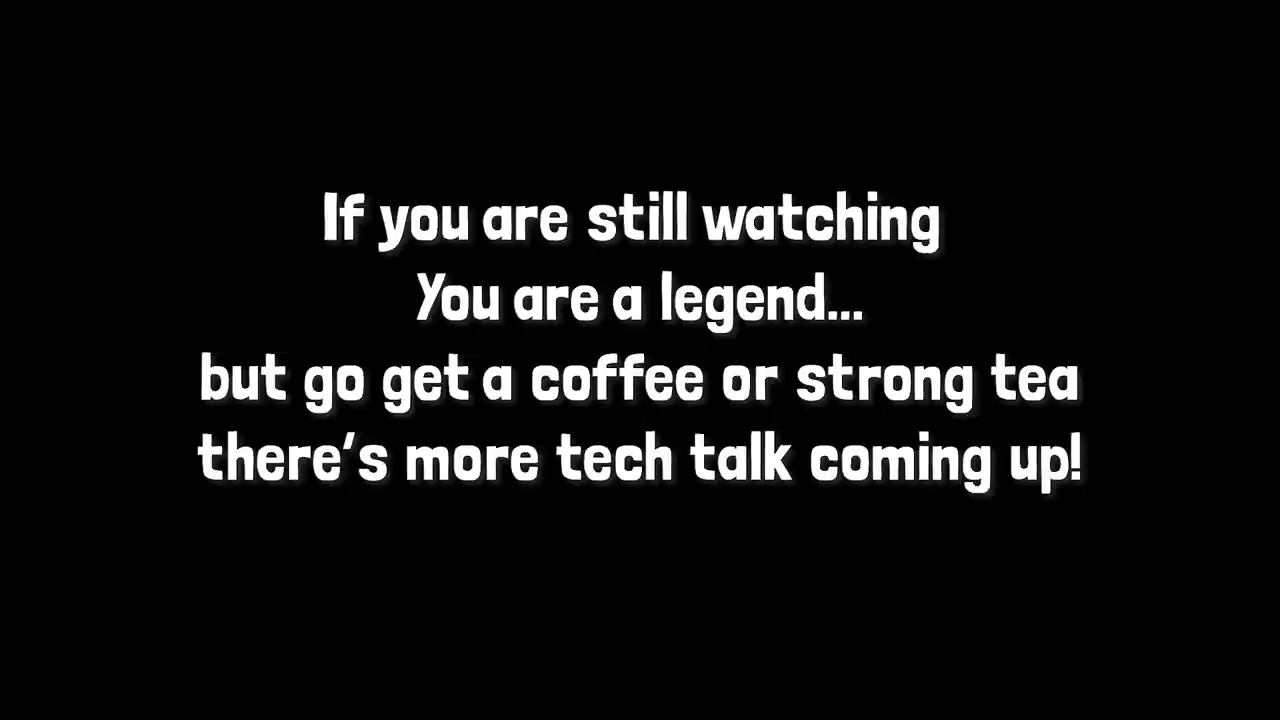 If you are still watching
You are a legend...
but go get a coffee or strong tea
there's more tech talk coming up!